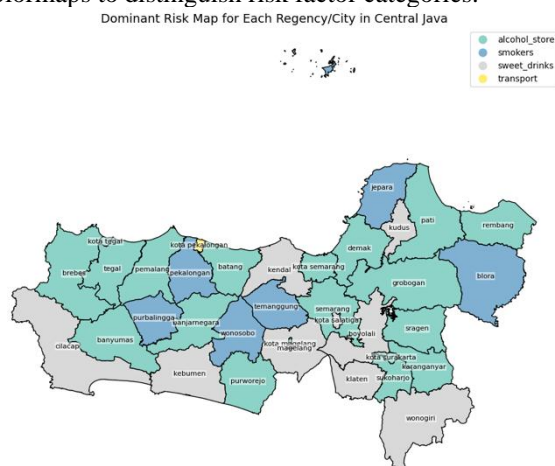 colormaps to distinguish risk factor categories.
Dominant Risk Map for Each Regency/City in Central Java
alcohol_store
smokers
sweet_drinks
transport
jepara
kudus
pati
rembang
demak
kota tegal
kota pekalongan
brebes
tegal
pemalang
pekalongan
batang
kendal
kota semarang
grobogan
blora
temanggung
semarang
purbalingga
banjarnegara
wonosobo
kota salatiga
boyolali
sragen
cilacap
banyumas
kota magelang
magelang
kota surakarta
karanganyar
kebumen
purworejo
klaten
sukoharjo
wonogiri